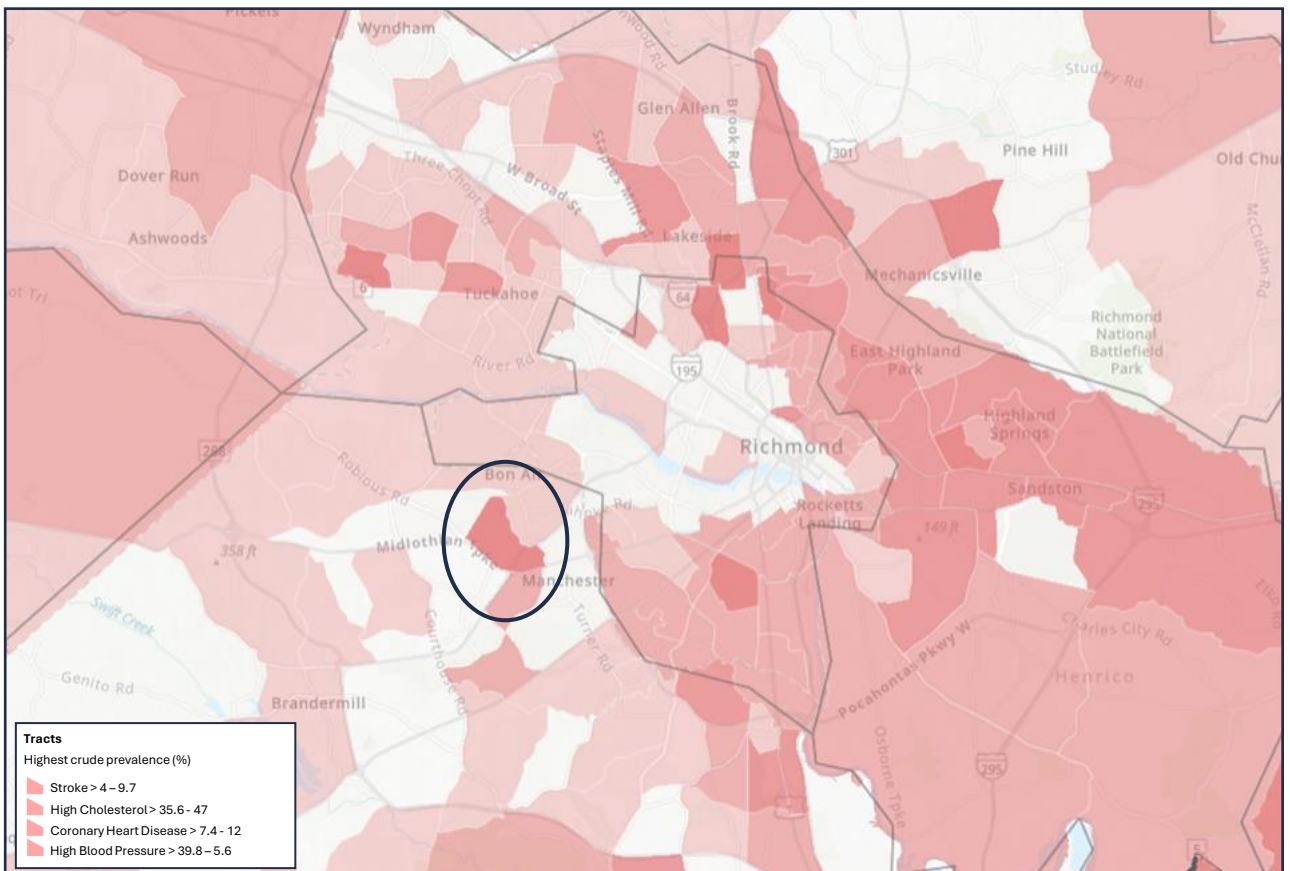 Wyndham
Glen Allen
Brook Rd
Studley Rd
301
Pine Hill
Old Chu
Dover Run
Three Chopt Rd
W Broad St
Staples Mill Rd
McClellan Rd
Ashwoods
Lakeside
Mechanicsville
6
Tuckahoe
64
ot Trl
Richmond
National
Battlefield
Park
River Rd
195
East Highland
Park
Highland
Springs
Richmond
288
Robious Rd
Bon A
Sandston
295
Rocketts
Landing
149 ft
358 ft
Midlothian Tpke
Manchester
Swift Creek
Courthouse Rd
Turner Rd
Charles City Rd
Genito Rd
Pocahontas Pkwy W
Henrico
Brandermill
Osborne Tpke
295
Tracts
Highest crude prevalence (%)
Stroke > 4 – 9.7
High Cholesterol > 35.6 - 47
Coronary Heart Disease > 7.4 - 12
High Blood Pressure > 39.8 – 5.6